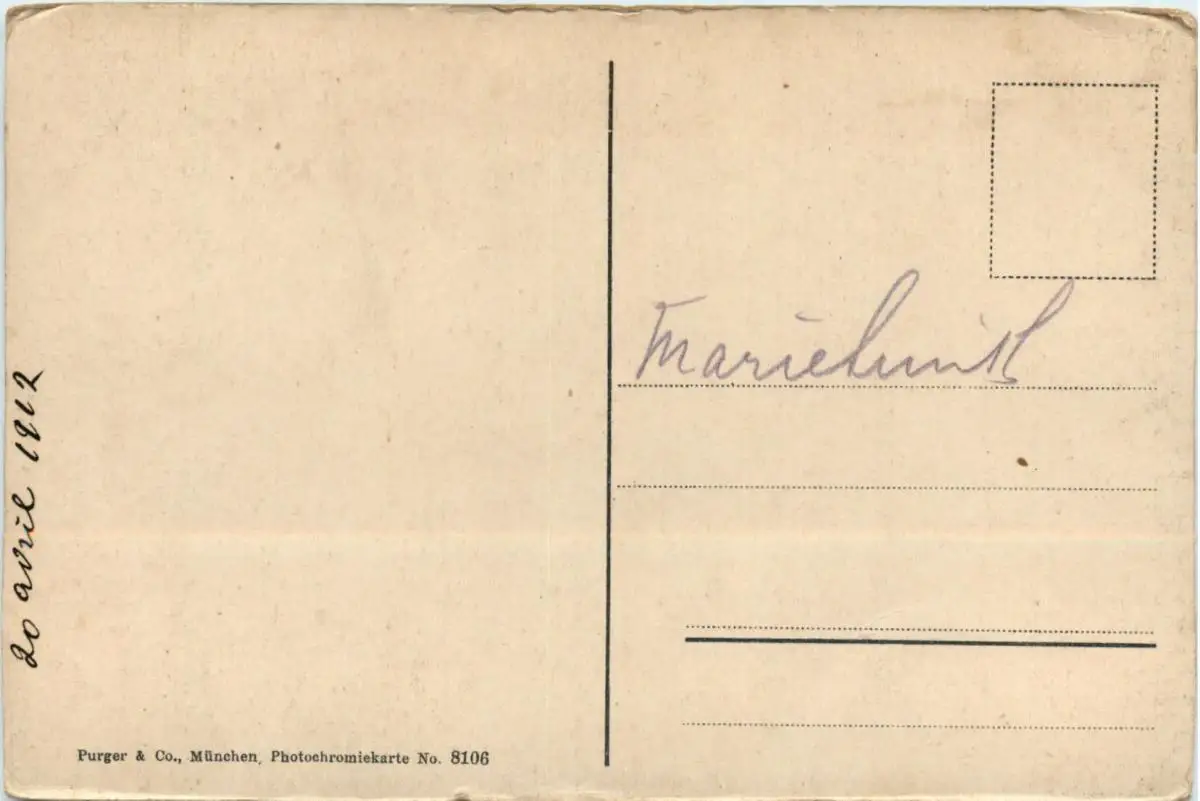 20 avril 1912
Purger & Co., München, Photochromiekarte No. 8106